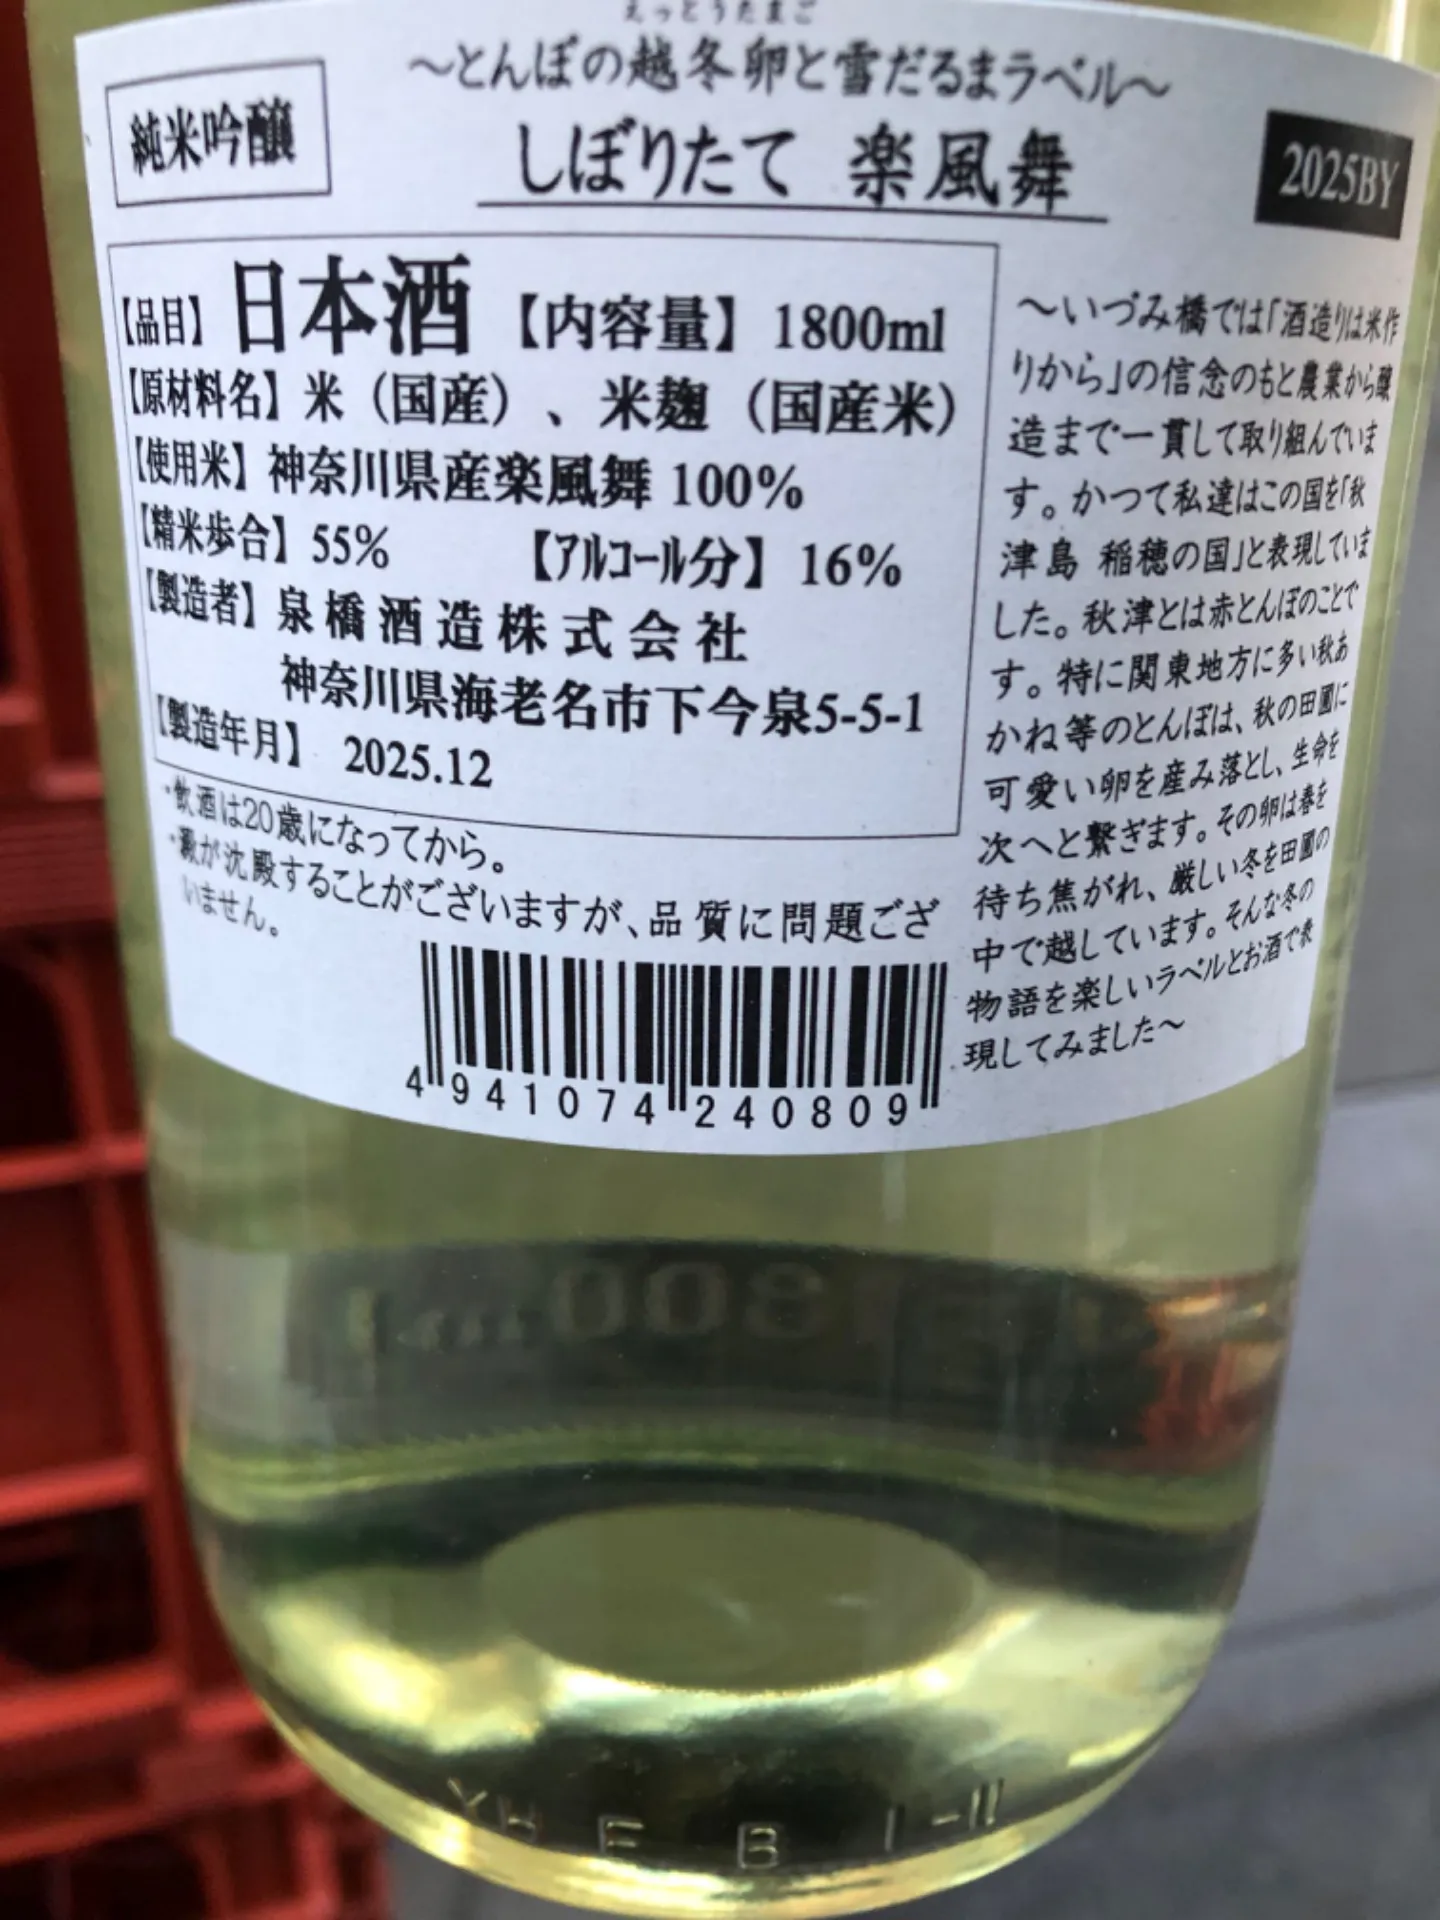 えっとうたまご
～とんぼの越冬卵と雪だるまラベル～
純米吟醸
しぼりたて 楽風舞
2025BY
【品目】日本酒 【内容量】1800ml
【原材料名】米（国産）、米麹（国産米）
【使用米】神奈川県産楽風舞 100%
【精米歩合】55% 【アルコール分】16%
【製造者】泉橋酒造株式会社
神奈川県海老名市下今泉5-5-1
【製造年月】 2025.12
・飲酒は20歳になってから。
・澱が沈殿することがございますが、品質に問題ござ
いません。
～いづみ橋では「酒造りは米作
りから」の信念のもと農業から醸
造まで一貫して取り組んでいま
す。かつて私達はこの国を「秋
津島 稲穂の国」と表現していま
した。秋津とは赤とんぼのことで
す。特に関東地方に多い秋あ
かね等のとんぼは、秋の田圃に
可愛い卵を産み落とし、生命を
次へと繋ぎます。その卵は春を
待ち焦がれ、厳しい冬を田圃の
中で越しています。そんな冬の
物語を楽しいラベルとお酒で表
現してみました～
4 941074 240809
1800ml
YH E B 1-11